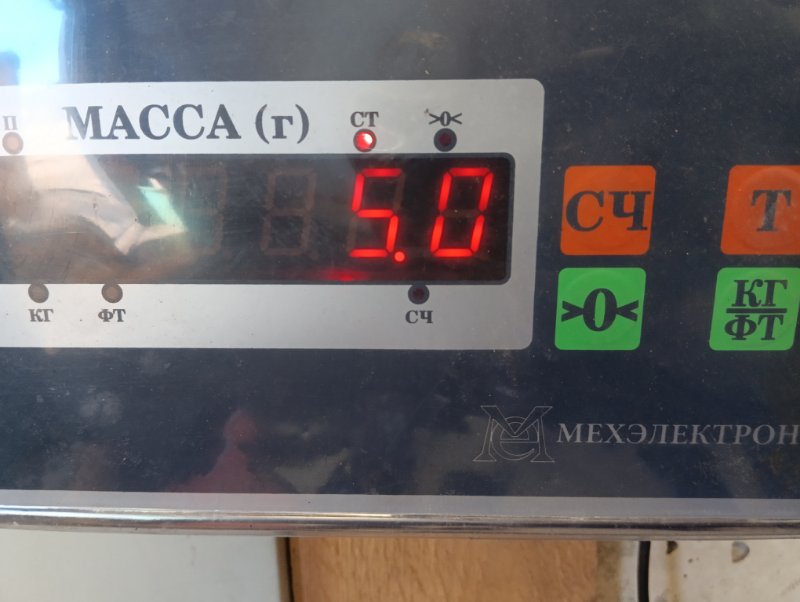 П МАССА (г) СТ >0<
5.0
КГ ФТ СЧ
СЧ Т
>0< КГ
ФТ
МЕХЭЛЕКТРОН